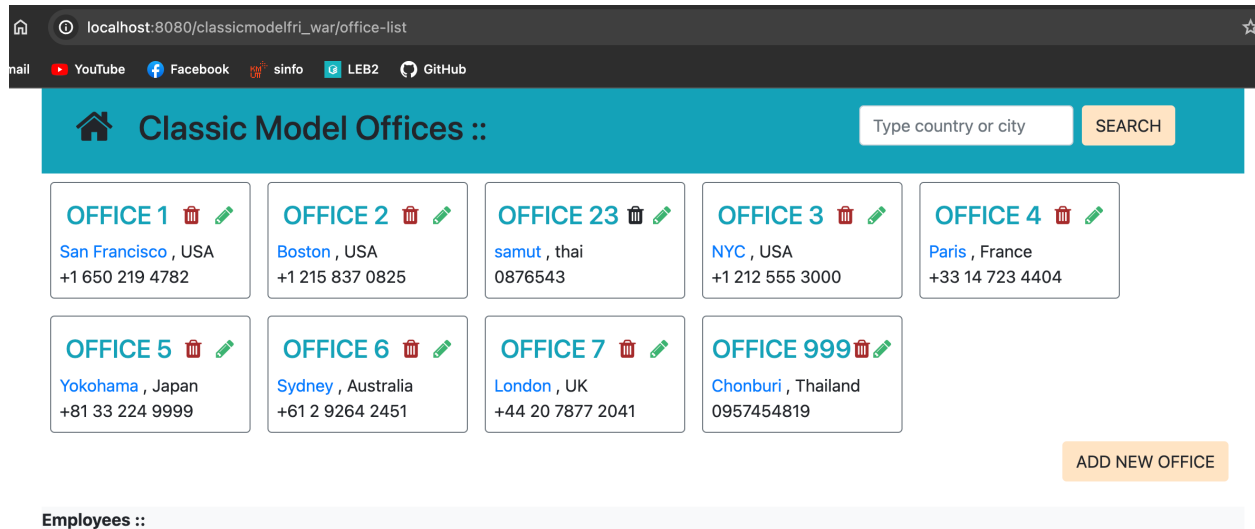 localhost:8080/classicmodelfri_war/office-list
mail YouTube Facebook sinfo LEB2 GitHub
Classic Model Offices :: Type country or city SEARCH
OFFICE 1 OFFICE 2 OFFICE 23 OFFICE 3 OFFICE 4
San Francisco , USA Boston , USA samut , thai NYC , USA Paris , France
+1 650 219 4782 +1 215 837 0825 0876543 +1 212 555 3000 +33 14 723 4404
OFFICE 5 OFFICE 6 OFFICE 7 OFFICE 999
Yokohama , Japan Sydney , Australia London , UK Chonburi , Thailand
+81 33 224 9999 +61 2 9264 2451 +44 20 7877 2041 0957454819
ADD NEW OFFICE
Employees ::